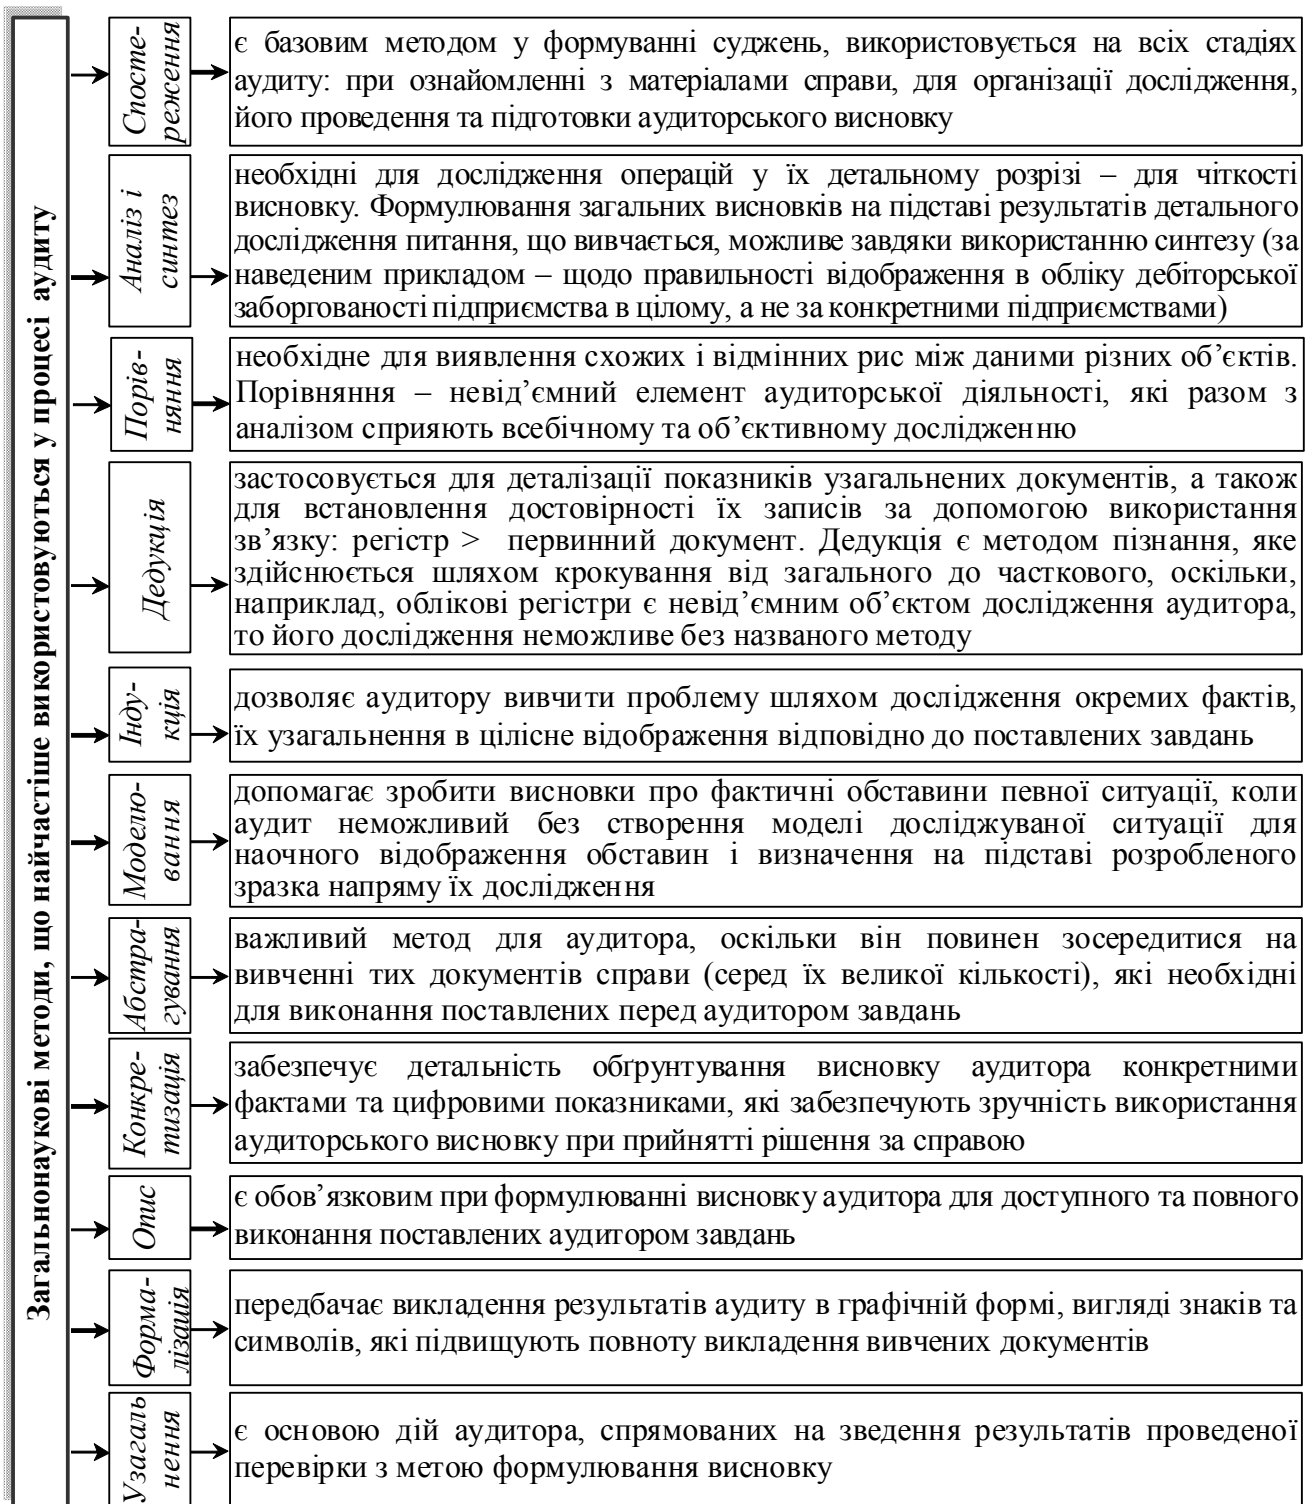 Загальнонаукові методи, що найчастіше використовуються у процесі аудиту
Спосте-
реження
є базовим методом у формуванні суджень, використовується на всіх стадіях
аудиту: при ознайомленні з матеріалами справи, для організації дослідження,
його проведення та підготовки аудиторського висновку
Аналіз і
синтез
необхідні для дослідження операцій у їх детальному розрізі – для чіткості
висновку. Формулювання загальних висновків на підставі результатів детального
дослідження питання, що вивчається, можливе завдяки використанню синтезу (за
наведеним прикладом – щодо правильності відображення в обліку дебіторської
заборгованості підприємства в цілому, а не за конкретними підприємствами)
Порів-
няння
необхідне для виявлення схожих і відмінних рис між даними різних об’єктів.
Порівняння – невід’ємний елемент аудиторської діяльності, які разом з
аналізом сприяють всебічному та об’єктивному дослідженню
Дедукція
застосовується для деталізації показників узагальнених документів, а також
для встановлення достовірності їх записів за допомогою використання
зв’язку: регістр > первинний документ. Дедукція є методом пізнання, яке
здійснюється шляхом крокування від загального до часткового, оскільки,
наприклад, облікові регістри є невід’ємним об’єктом дослідження аудитора,
то його дослідження неможливе без названого методу
Інду-
кція
дозволяє аудитору вивчити проблему шляхом дослідження окремих фактів,
їх узагальнення в цілісне відображення відповідно до поставлених завдань
Моделю-
вання
допомагає зробити висновки про фактичні обставини певної ситуації, коли
аудит неможливий без створення моделі досліджуваної ситуації для
наочного відображення обставин і визначення на підставі розробленого
зразка напряму їх дослідження
Абстра-
гування
важливий метод для аудитора, оскільки він повинен зосередитися на
вивченні тих документів справи (серед їх великої кількості), які необхідні
для виконання поставлених перед аудитором завдань
Конкре-
тизація
забезпечує детальність обґрунтування висновку аудитора конкретними
фактами та цифровими показниками, які забезпечують зручність використання
аудиторського висновку при прийнятті рішення за справою
Опис
є обов’язковим при формулюванні висновку аудитора для доступного та повного
виконання поставлених аудитором завдань
Форма-
лізація
передбачає викладення результатів аудиту в графічній формі, вигляді знаків та
символів, які підвищують повноту викладення вивчених документів
Узагаль
нення
є основою дій аудитора, спрямованих на зведення результатів проведеної
перевірки з метою формулювання висновку